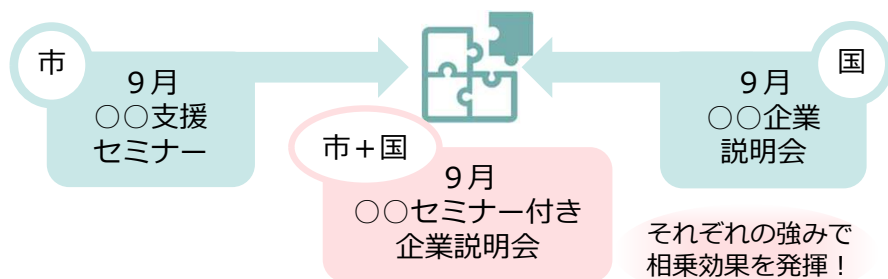 市
９月
○○支援
セミナー
国
９月
○○企業
説明会
市＋国
９月
○○セミナー付き
企業説明会
それぞれの強みで
相乗効果を発揮！